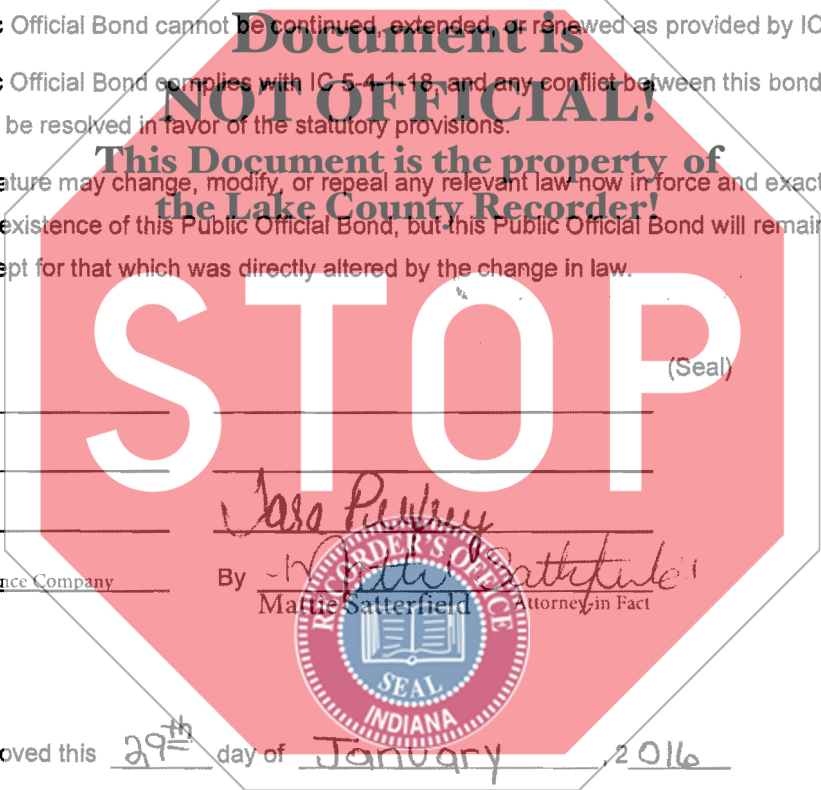 Official Bond cannot be continued, extended, or renewed as provided by IC
Document is
Official Bond complies with IC 5-4-1-18, and any conflict between this bond
NOT OFFICIAL!
be resolved in favor of the statutory provisions.
This Document is the property of
ature may change, modify, or repeal any relevant law now in force and exact
the Lake County Recorder!
existence of this Public Official Bond, but this Public Official Bond will remain
ept for that which was directly altered by the change in law.
STOP
(Seal)
nce Company
By
Mattie Satterfield Attorney-in Fact
RECORDER'S OFFICE
SEAL
INDIANA
oved this 29th day of January, 2016